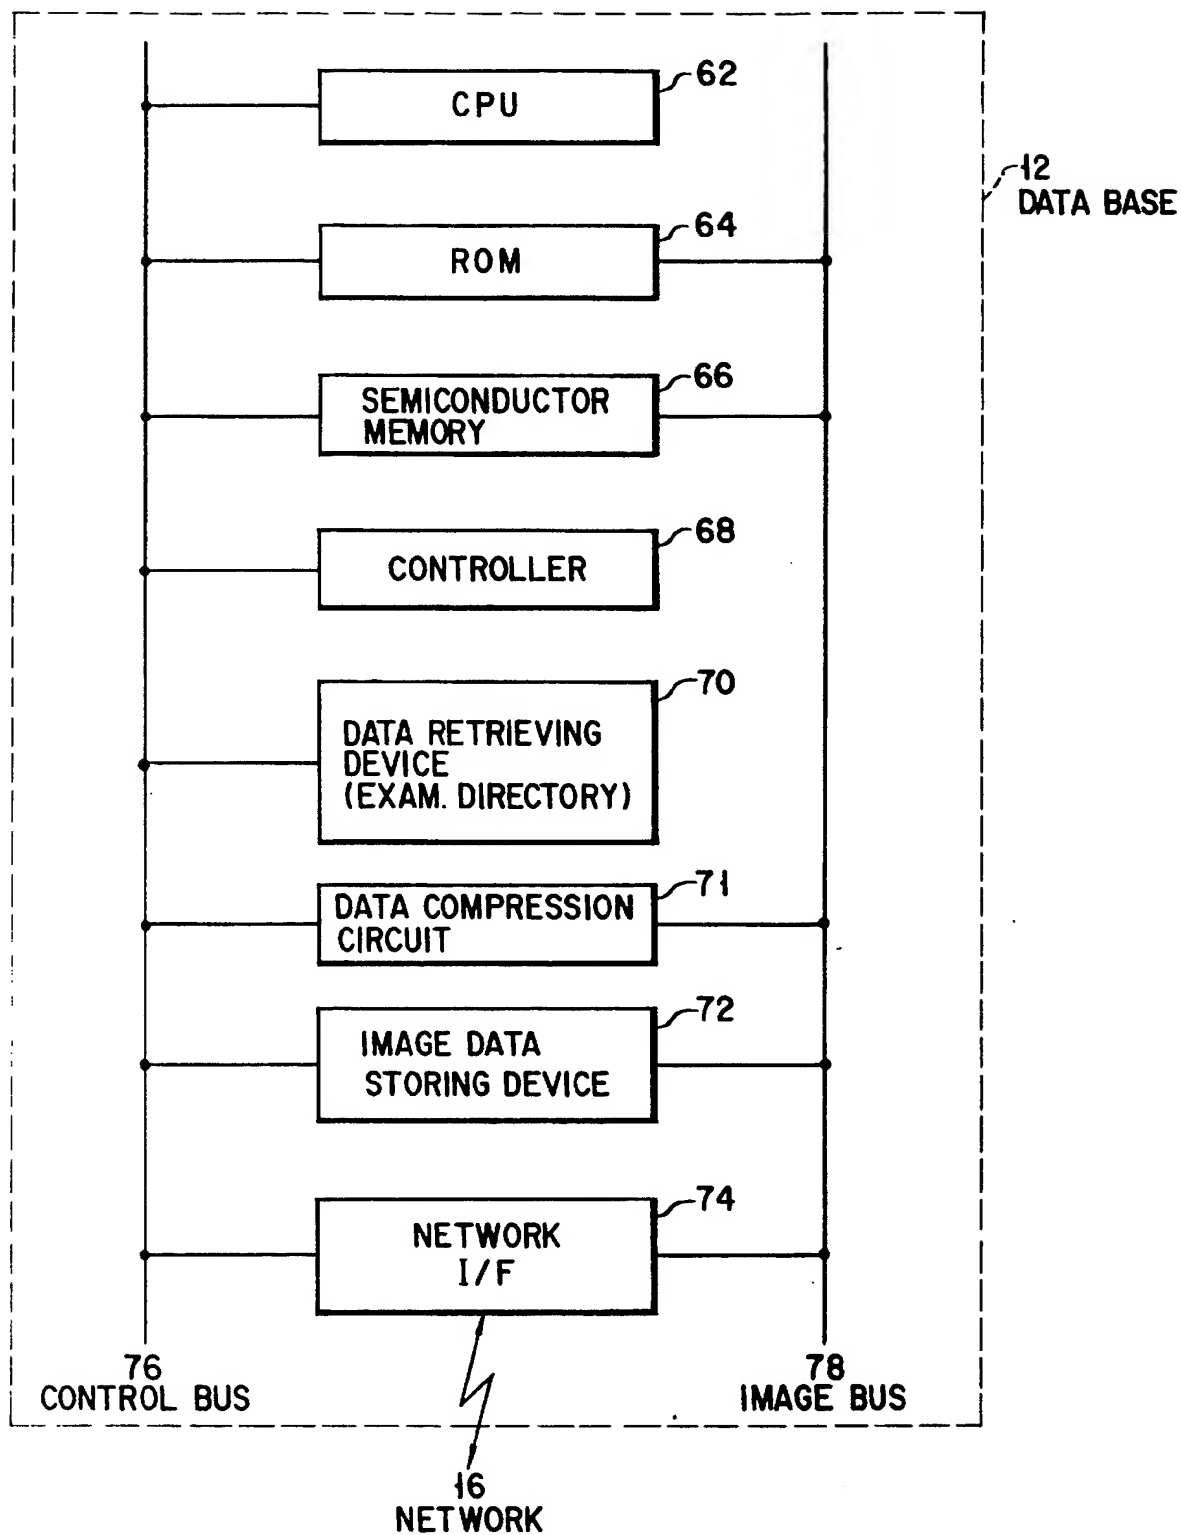 62
CPU
12
DATA BASE
64
ROM
66
SEMICONDUCTOR
MEMORY
68
CONTROLLER
70
DATA RETRIEVING
DEVICE
(EXAM. DIRECTORY)
71
DATA COMPRESSION
CIRCUIT
72
IMAGE DATA
STORING DEVICE
74
NETWORK
I/F
76
CONTROL BUS
78
IMAGE BUS
16
NETWORK